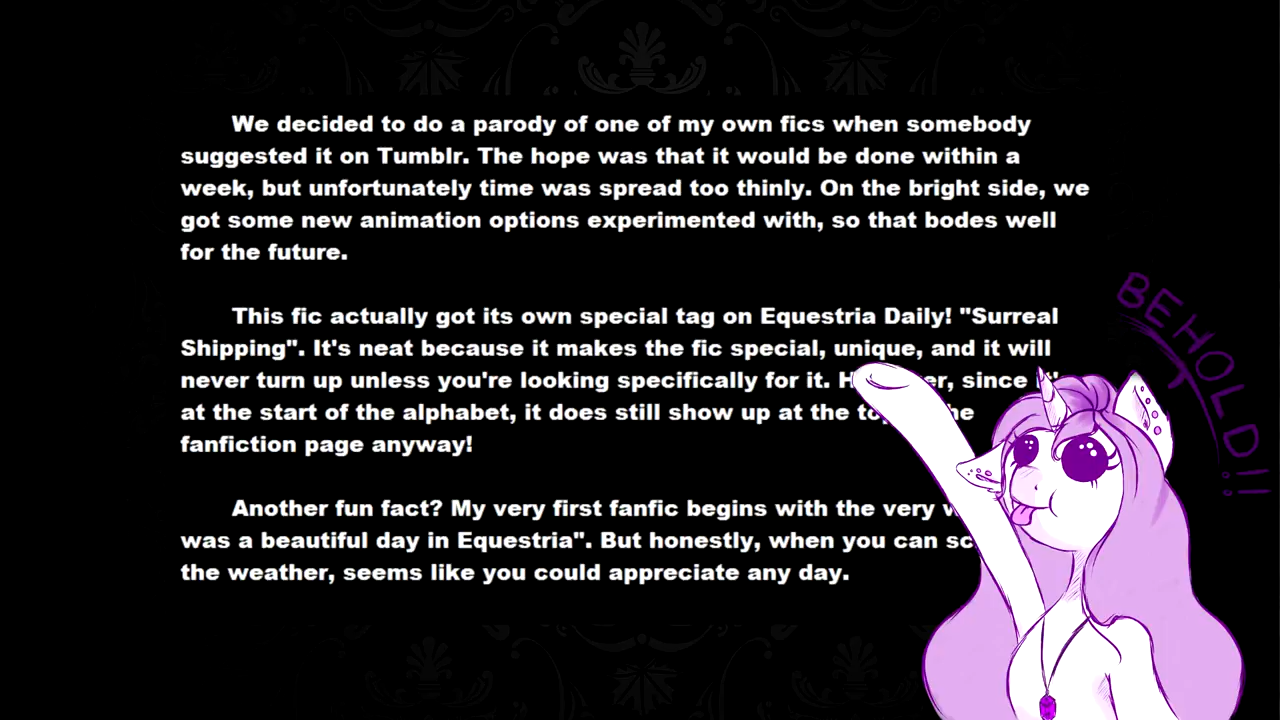 We decided to do a parody of one of my own fics when somebody
suggested it on Tumblr. The hope was that it would be done within a
week, but unfortunately time was spread too thinly. On the bright side, we
got some new animation options experimented with, so that bodes well
for the future.
This fic actually got its own special tag on Equestria Daily! "Surreal
Shipping". It's neat because it makes the fic special, unique, and it will
never turn up unless you're looking specifically for it. since
at the start of the alphabet, it does still show up at the
fanfiction page anyway!
Another fun fact? My very first fanfic begins with the very
was a beautiful day in Equestria". But honestly, when you can
the weather, seems like you could appreciate any day.
BEHOLD!!